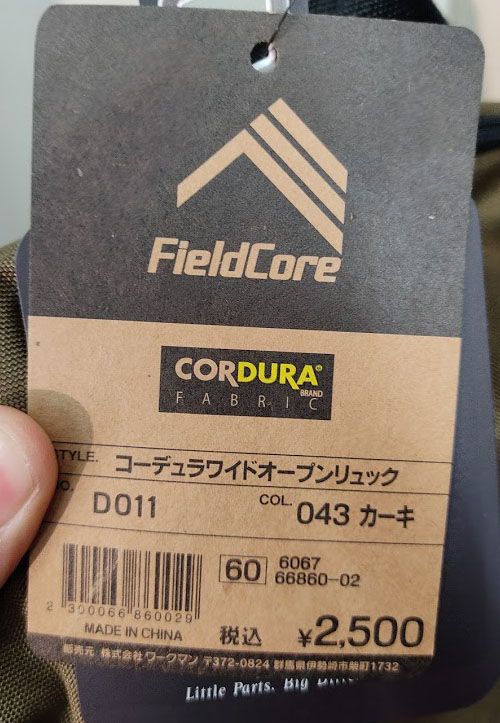 FieldCore
CORDURA®
BRAND
FABRIC
STYLE. コーデュラワイドオープンリュック
NO. D011 COL. 043 カーキ
60 6067
66860-02
2 300066 860029
MADE IN CHINA 税込 ¥2,500
販売元 株式会社 ワークマン 〒372-0824 群馬県伊勢崎市柴町1732
Little Parts. Big